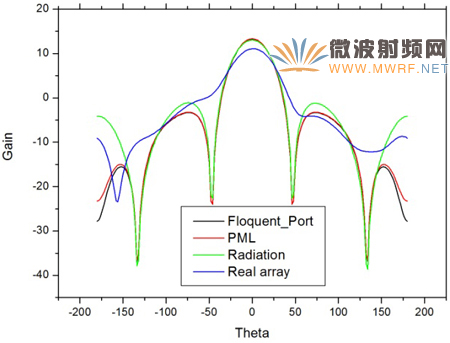 微波射频网
WWW.MWRF.NET
20
10
0
-10
-20
-30
-40
Gain
Floquent_Port
PML
Radiation
Real array
-200 -150 -100 -50 0 50 100 150 200
Theta